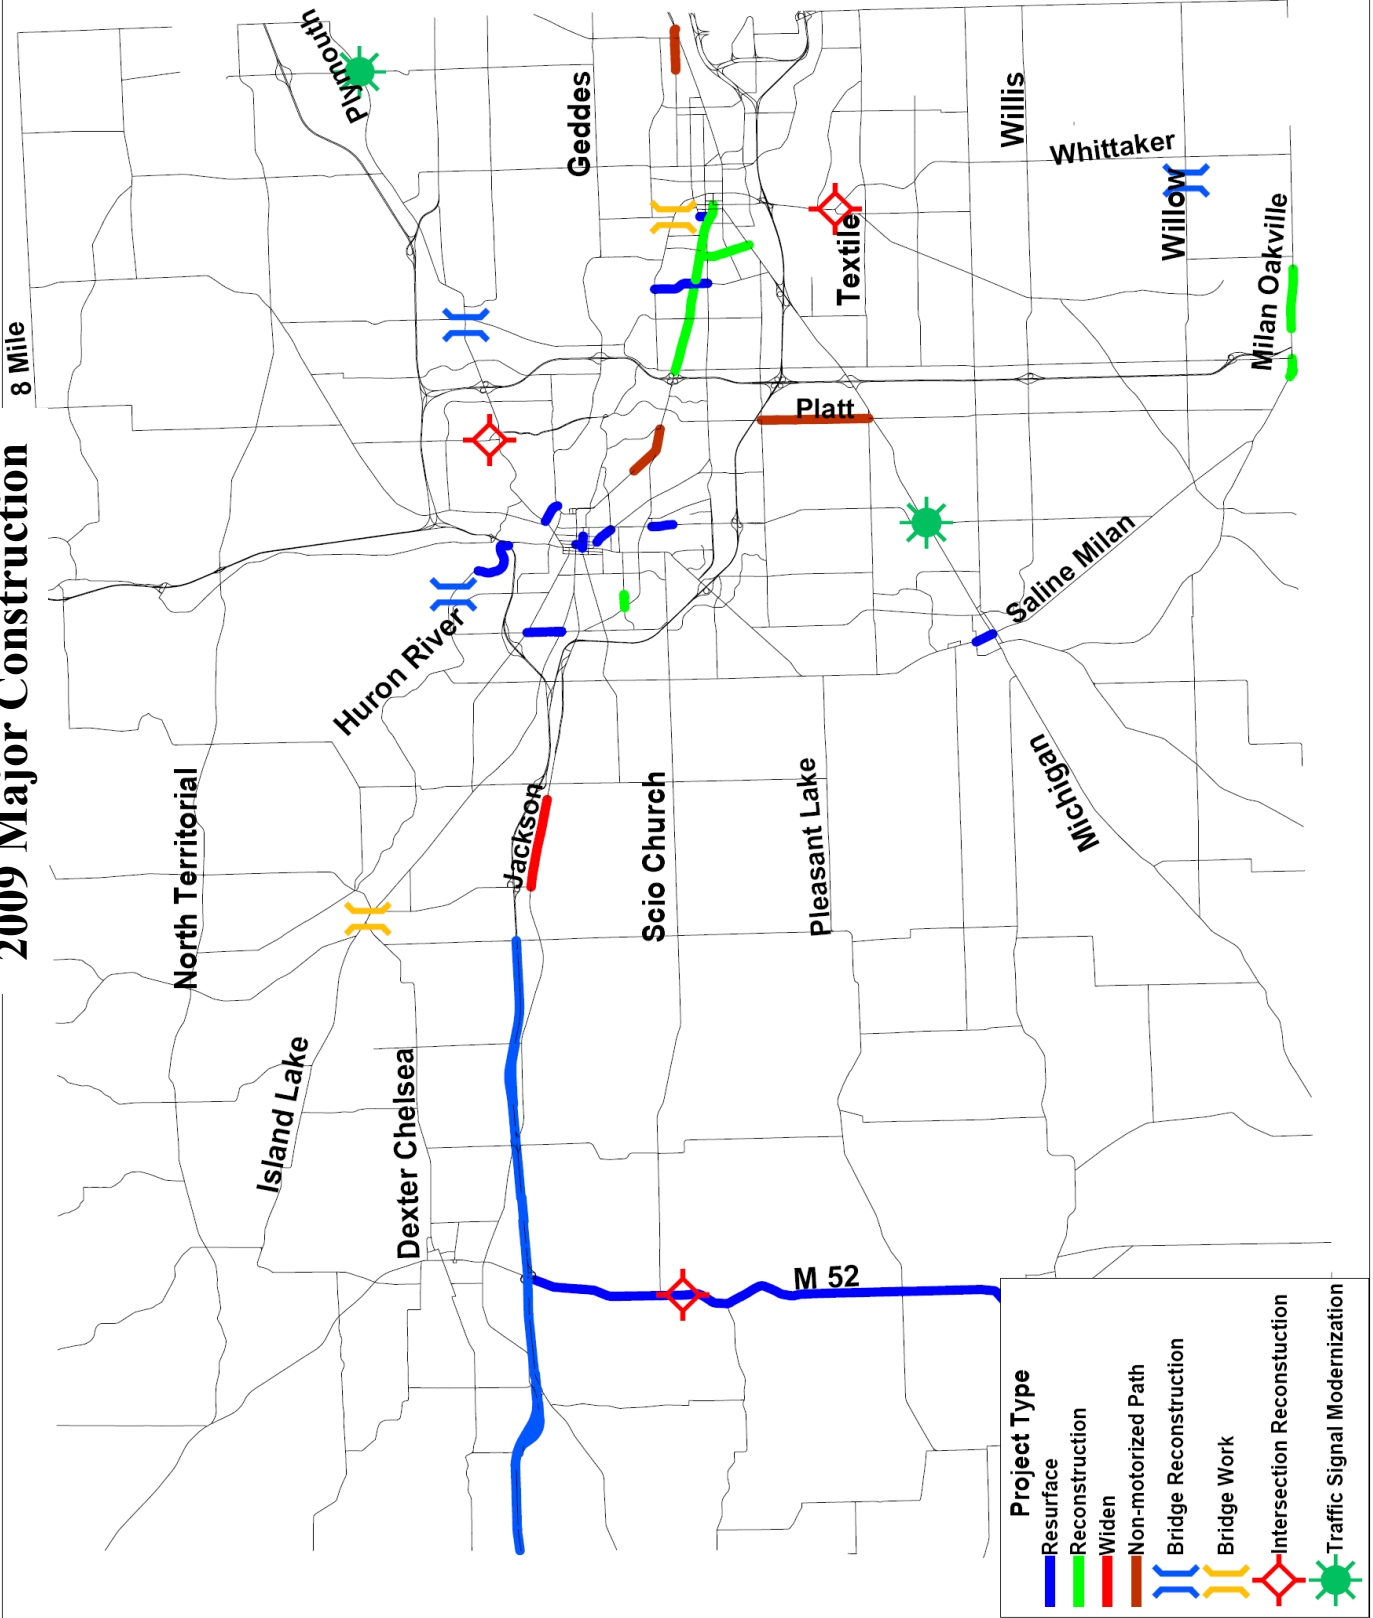 2009 Major Construction
8 Mile
Plymouth
Geddes
Willis
Whittaker
Willow
Textile
Milan Oakville
Platt
Saline Milan
Huron River
Michigan
North Territorial
Jackson
Scio Church
Pleasant Lake
Island Lake
Dexter Chelsea
M 52
Project Type
Resurface
Reconstruction
Widen
Non-motorized Path
Bridge Reconstruction
Bridge Work
Intersection Reconstuction
Traffic Signal Modernization